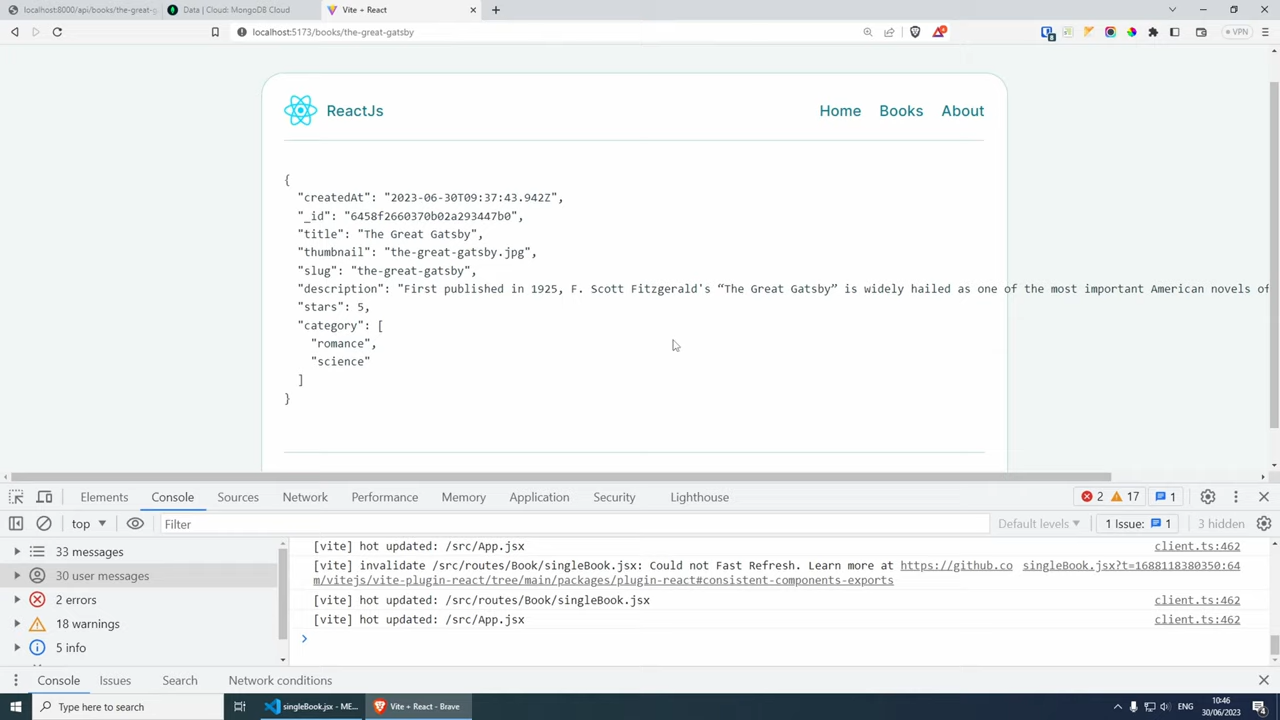 localhost:8000/api/books/the-great-g
Data | Cloud: MongoDB Cloud
Vite + React
localhost:5173/books/the-great-gatsby
VPN
ReactJs
Home
Books
About
{
"createdAt": "2023-06-30T09:37:43.942Z",
"_id": "6458f2660370b02a293447b0",
"title": "The Great Gatsby",
"thumbnail": "the-great-gatsby.jpg",
"slug": "the-great-gatsby",
"description": "First published in 1925, F. Scott Fitzgerald's “The Great Gatsby” is widely hailed as one of the most important American novels of
"stars": 5,
"category": [
"romance",
"science"
]
}
Elements
Console
Sources
Network
Performance
Memory
Application
Security
Lighthouse
2
17
1
top
Filter
Default levels
1 Issue:
1
3 hidden
33 messages
30 user messages
2 errors
18 warnings
5 info
[vite] hot updated: /src/App.jsx
client.ts:462
[vite] invalidate /src/routes/Book/singleBook.jsx: Could not Fast Refresh. Learn more at https://github.co
singleBook.jsx?t=1688118380350:64
m/vitejs/vite-plugin-react/tree/main/packages/plugin-react#consistent-components-exports
[vite] hot updated: /src/routes/Book/singleBook.jsx
client.ts:462
[vite] hot updated: /src/App.jsx
client.ts:462
Console
Issues
Search
Network conditions
Type here to search
singleBook.jsx - ME...
Vite + React - Brave
ENG
10:46
30/06/2023